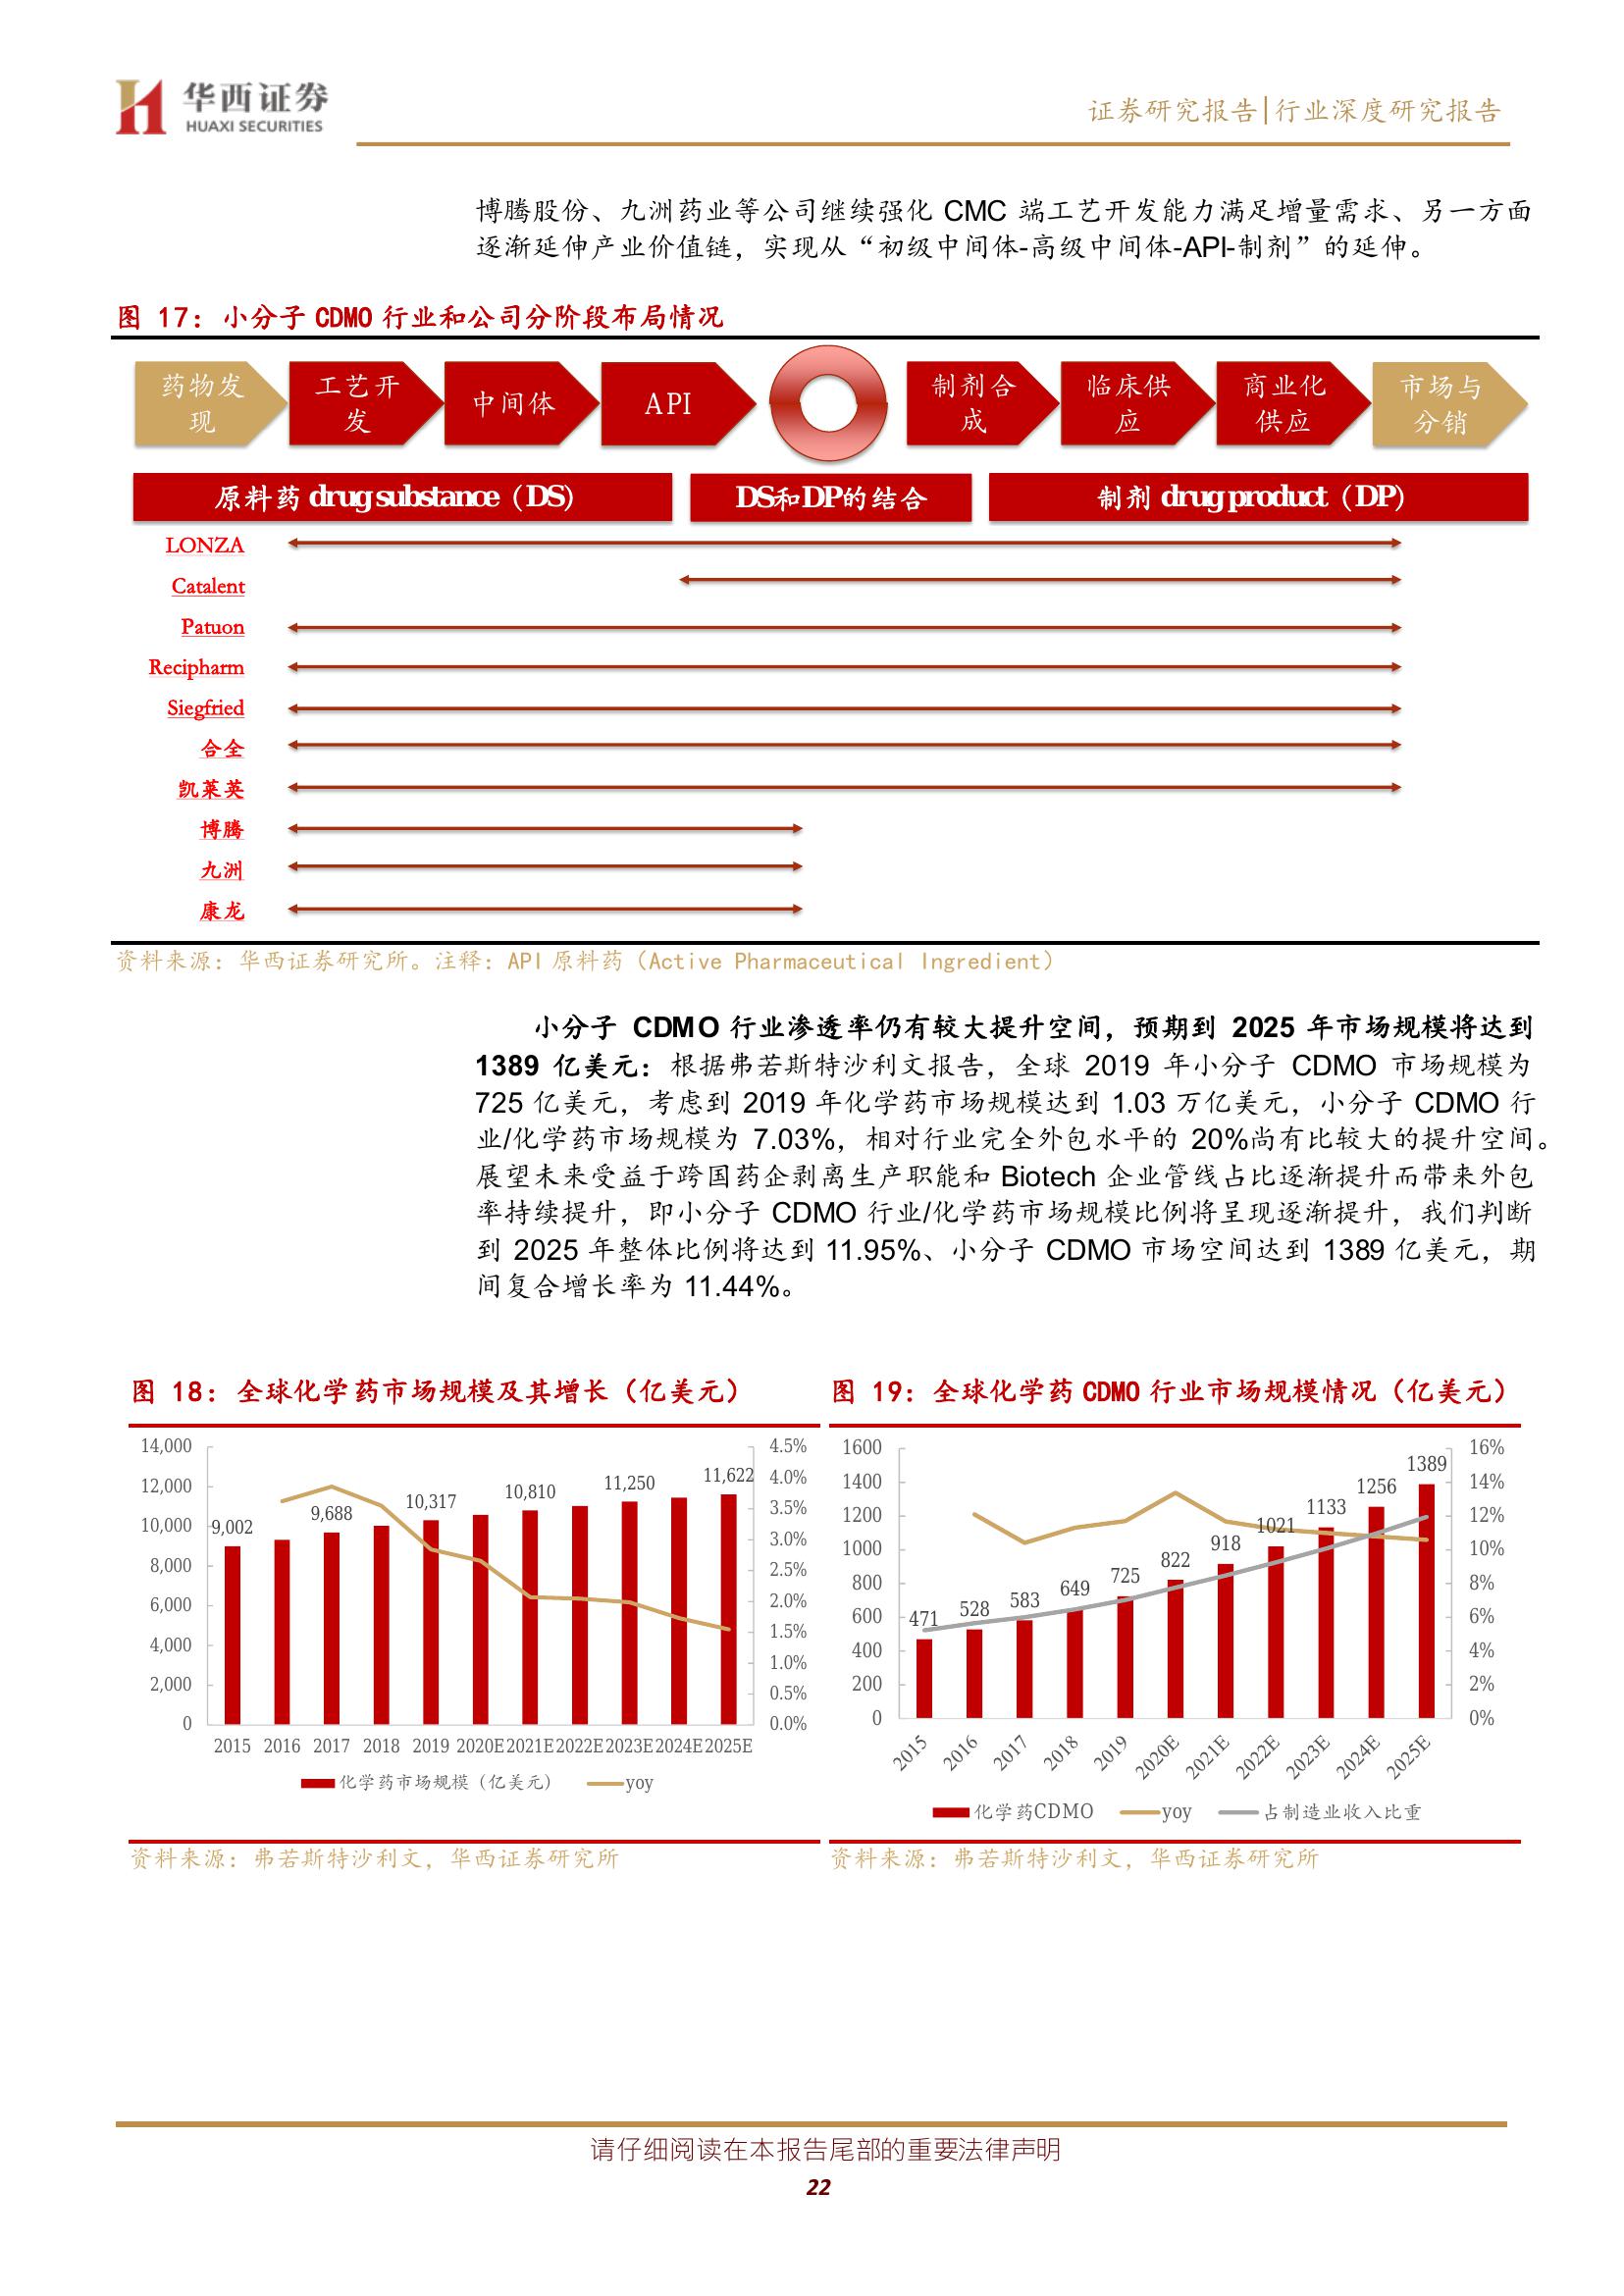 华西证券
HUAXI SECURITIES
证券研究报告|行业深度研究报告
博腾股份、九洲药业等公司继续强化 CMC 端工艺开发能力满足增量需求、另一方面
逐渐延伸产业价值链，实现从“初级中间体-高级中间体-API-制剂”的延伸。
图 17：小分子 CDMO 行业和公司分阶段布局情况
药物发
现
工艺开
发
中间体
API
制剂合
成
临床供
应
商业化
供应
市场与
分销
原料药 drug substance（DS）
DS和DP的结合
制剂 drug product（DP）
LONZA
Catalent
Patuon
Recipharm
Siegfried
合全
凯莱英
博腾
九洲
康龙
资料来源：华西证券研究所。注释：API 原料药（Active Pharmaceutical Ingredient）
小分子 CDMO 行业渗透率仍有较大提升空间，预期到 2025 年市场规模将达到
1389 亿美元：根据弗若斯特沙利文报告，全球 2019 年小分子 CDMO 市场规模为
725 亿美元，考虑到 2019 年化学药市场规模达到 1.03 万亿美元，小分子 CDMO 行
业/化学药市场规模为 7.03%，相对行业完全外包水平的 20%尚有比较大的提升空间。
展望未来受益于跨国药企剥离生产职能和 Biotech 企业管线占比逐渐提升而带来外包
率持续提升，即小分子 CDMO 行业/化学药市场规模比例将呈现逐渐提升，我们判断
到 2025 年整体比例将达到 11.95%、小分子 CDMO 市场空间达到 1389 亿美元，期
间复合增长率为 11.44%。
图 18：全球化学药市场规模及其增长（亿美元）
14,000
12,000
10,000
8,000
6,000
4,000
2,000
0
4.5%
4.0%
3.5%
3.0%
2.5%
2.0%
1.5%
1.0%
0.5%
0.0%
9,002
9,688
10,317
10,810
11,250
11,622
2015 2016 2017 2018 2019 2020E 2021E 2022E 2023E 2024E 2025E
化学药市场规模（亿美元） yoy
资料来源：弗若斯特沙利文，华西证券研究所
图 19：全球化学药 CDMO 行业市场规模情况（亿美元）
1600
1400
1200
1000
800
600
400
200
0
16%
14%
12%
10%
8%
6%
4%
2%
0%
471
528
583
649
725
822
918
1021
1133
1256
1389
2015 2016 2017 2018 2019 2020E 2021E 2022E 2023E 2024E 2025E
化学药CDMO yoy 占制造业收入比重
资料来源：弗若斯特沙利文，华西证券研究所
请仔细阅读在本报告尾部的重要法律声明
22